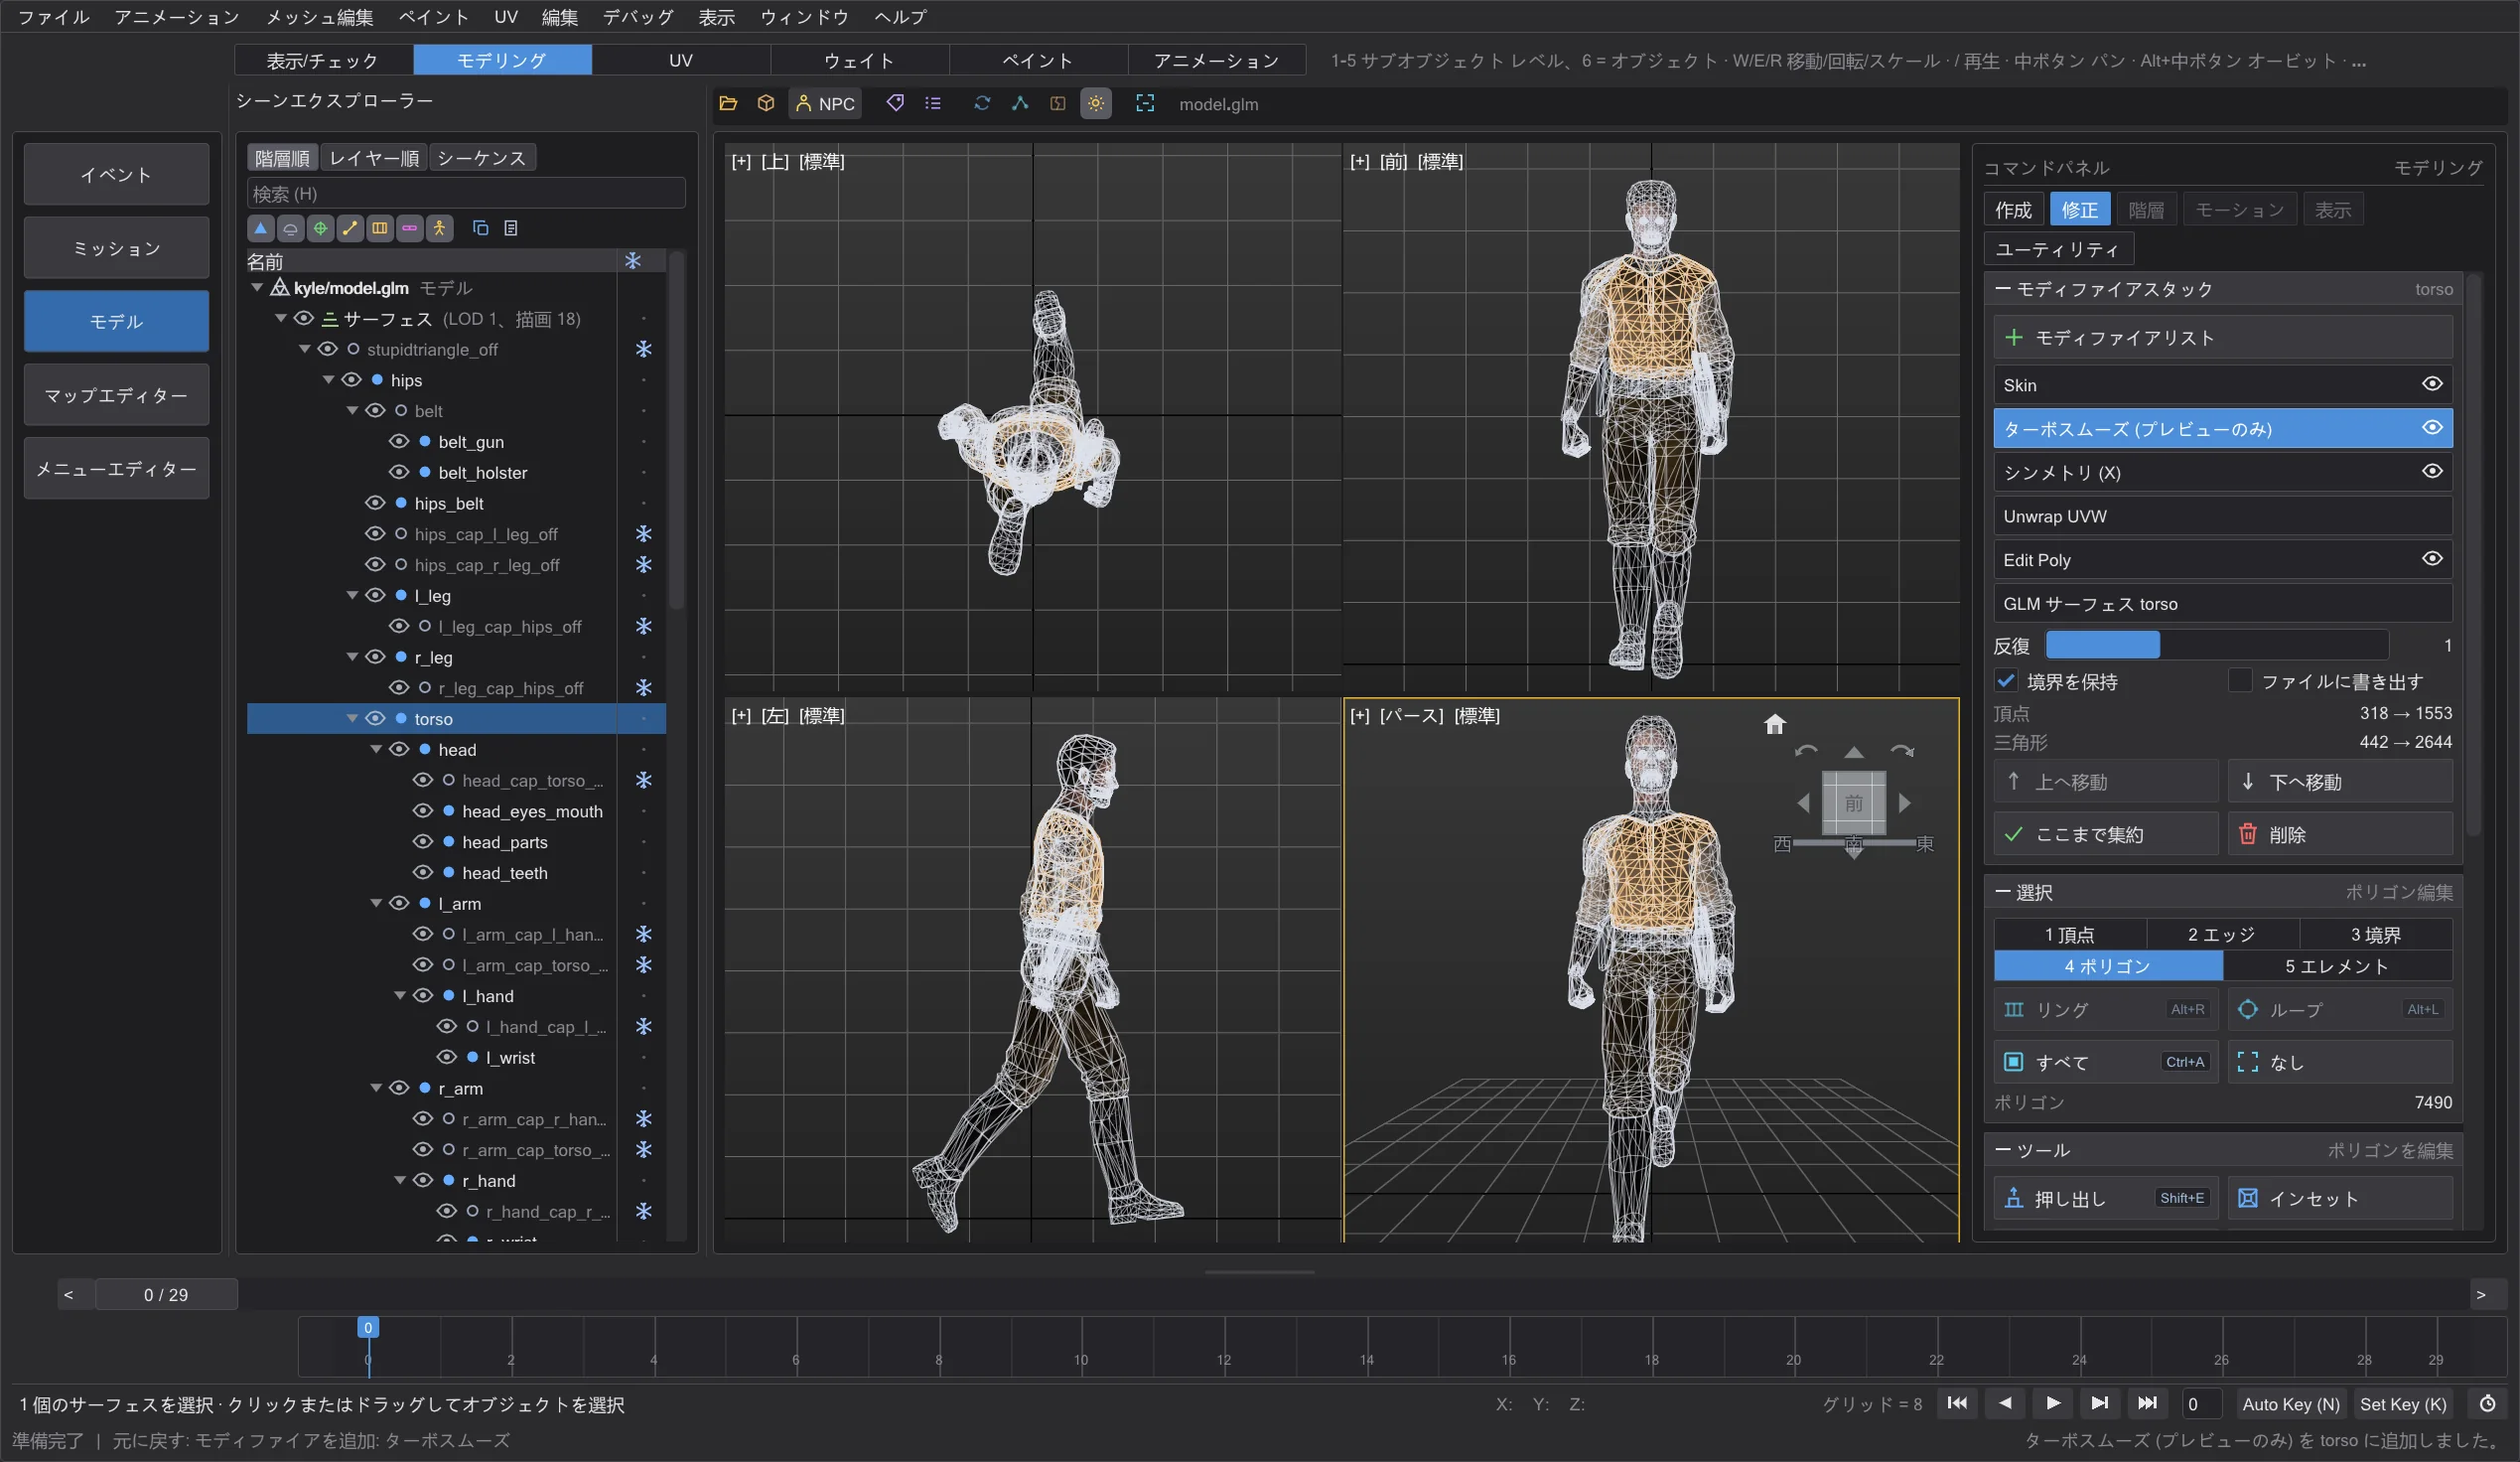 ファイル アニメーション メッシュ編集 ペイント UV 編集 デバッグ 表示 ウィンドウ ヘルプ
表示/チェック モデリング UV ウェイト ペイント アニメーション 1-5 サブオブジェクト レベル、6 = オブジェクト · W/E/R 移動/回転/スケール · / 再生 · 中ボタン パン · Alt+中ボタン オービット · ...
シーンエクスプローラー
NPC model.glm
イベント
ミッション
モデル
マップエディター
メニューエディター
階層順 レイヤー順 シーケンス
検索 (H)
名前
kyle/model.glm モデル
サーフェス (LOD 1、描画 18)
stupidtriangle_off
hips
belt
belt_gun
belt_holster
hips_belt
hips_cap_l_leg_off
hips_cap_r_leg_off
l_leg
l_leg_cap_hips_off
r_leg
r_leg_cap_hips_off
torso
head
head_cap_torso_...
head_eyes_mouth
head_parts
head_teeth
l_arm
l_arm_cap_l_han...
l_arm_cap_torso_...
l_hand
l_hand_cap_l_...
l_wrist
r_arm
r_arm_cap_r_han...
r_arm_cap_torso_...
r_hand
r_hand_cap_r_...
r_wrist
[+] [上] [標準]
[+] [前] [標準]
[+] [左] [標準]
[+] [パース] [標準]
前
西 南 東
コマンドパネル モデリング
作成 修正 階層 モーション 表示
ユーティリティ
モディファイアスタック torso
モディファイアリスト
Skin
ターボスムーズ (プレビューのみ)
シンメトリ (X)
Unwrap UVW
Edit Poly
GLM サーフェス torso
反復 1
境界を保持 ファイルに書き出す
頂点 318 → 1553
三角形 442 → 2644
上へ移動 下へ移動
ここまで集約 削除
選択 ポリゴン編集
1 頂点 2 エッジ 3 境界
4 ポリゴン 5 エレメント
リング Alt+R ループ Alt+L
すべて Ctrl+A なし
ポリゴン 7490
ツール ポリゴンを編集
押し出し Shift+E インセット
< 0 / 29 >
0
0 2 4 6 8 10 12 14 16 18 20 22 24 26 28 29
1 個のサーフェスを選択 · クリックまたはドラッグしてオブジェクトを選択 X: Y: Z: グリッド = 8 0 Auto Key (N) Set Key (K)
準備完了 | 元に戻す: モディファイアを追加: ターボスムーズ ターボスムーズ (プレビューのみ) を torso に追加しました。